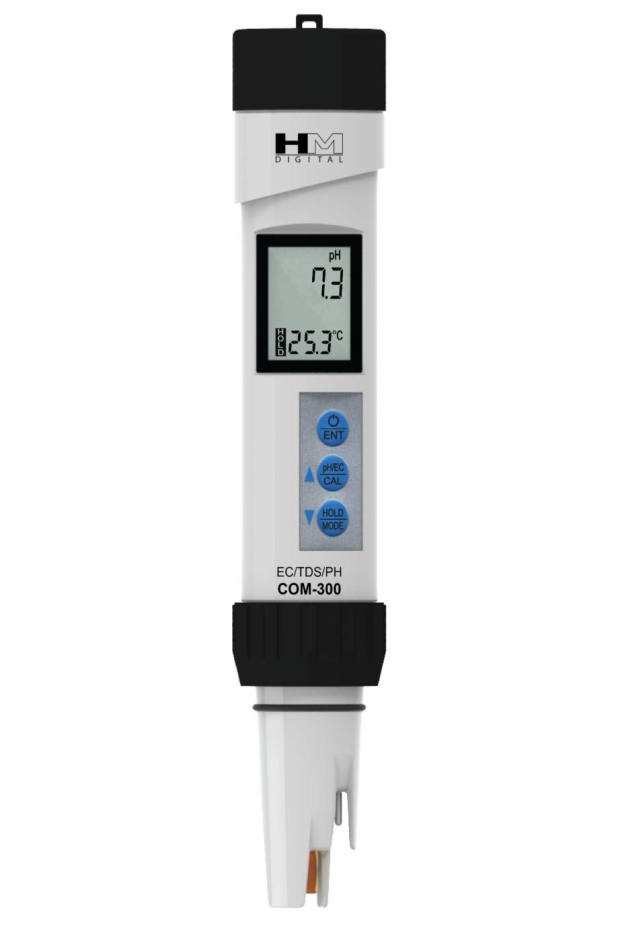 HM
DIGITAL
pH
7.3
HOLD 25.3°C
⏻
ENT
pH/EC
CAL
HOLD
MODE
EC/TDS/PH
COM-300